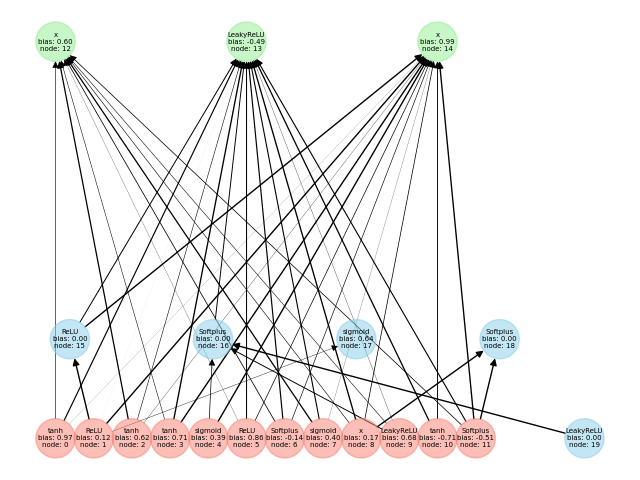 x
bias: 0.60
node: 12
LeakyReLU
bias: -0.49
node: 13
x
bias: 0.99
node: 14
ReLU
bias: 0.00
node: 15
Softplus
bias: 0.00
node: 16
sigmoid
bias: 0.64
node: 17
Softplus
bias: 0.00
node: 18
tanh
bias: 0.97
node: 0
ReLU
bias: 0.12
node: 1
tanh
bias: 0.62
node: 2
tanh
bias: 0.71
node: 3
sigmoid
bias: 0.39
node: 4
ReLU
bias: 0.86
node: 5
Softplus
bias: -0.14
node: 6
sigmoid
bias: 0.40
node: 7
x
bias: 0.17
node: 8
LeakyReLU
bias: 0.68
node: 9
tanh
bias: -0.71
node: 10
Softplus
bias: -0.51
node: 11
LeakyReLU
bias: 0.00
node: 19